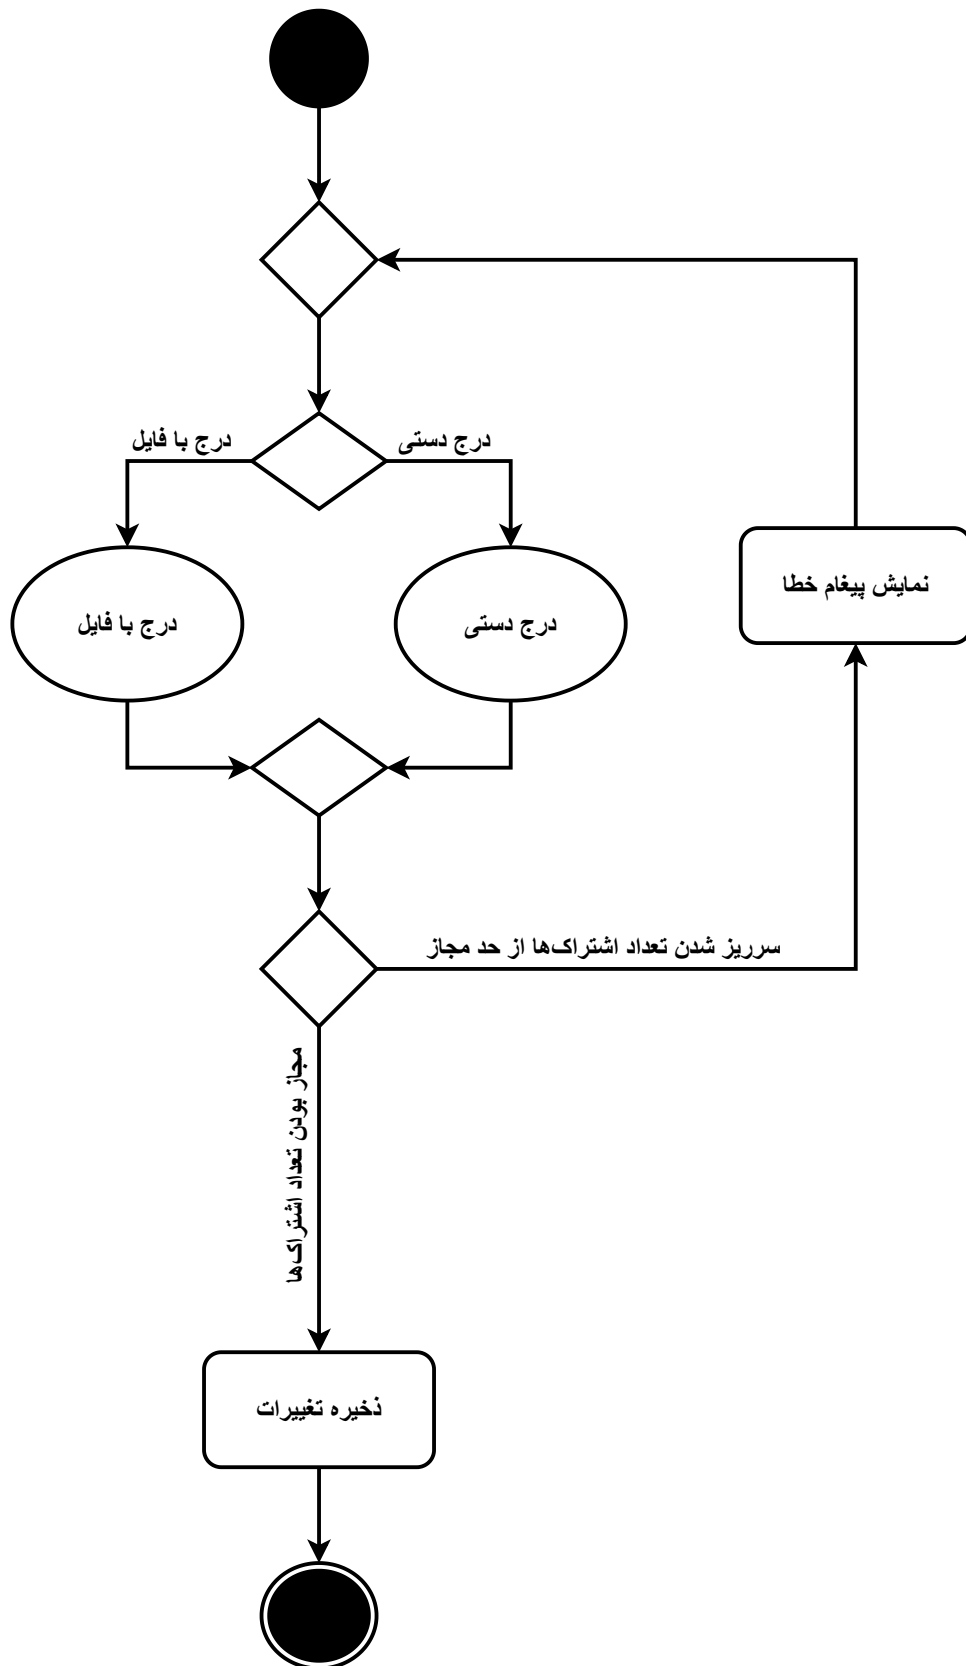 درج با فایل
درج دستی
درج با فایل
درج دستی
نمایش پیغام خطا
سرریز شدن تعداد اشتراک‌ها از حد مجاز
مجاز بودن تعداد اشتراک‌ها
ذخیره تغییرات